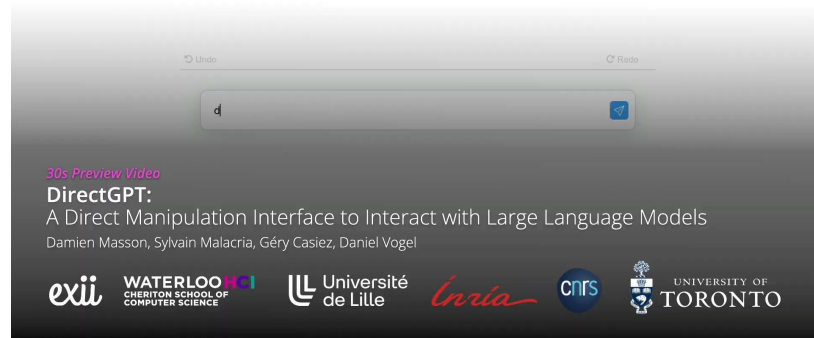 Undo
Redo
d
30s Preview Video
DirectGPT:
A Direct Manipulation Interface to Interact with Large Language Models
Damien Masson, Sylvain Malacria, Géry Casiez, Daniel Vogel
exii
WATERLOO HCI
CHERITON SCHOOL OF
COMPUTER SCIENCE
Université
de Lille
Inría
cnrs
UNIVERSITY OF
TORONTO